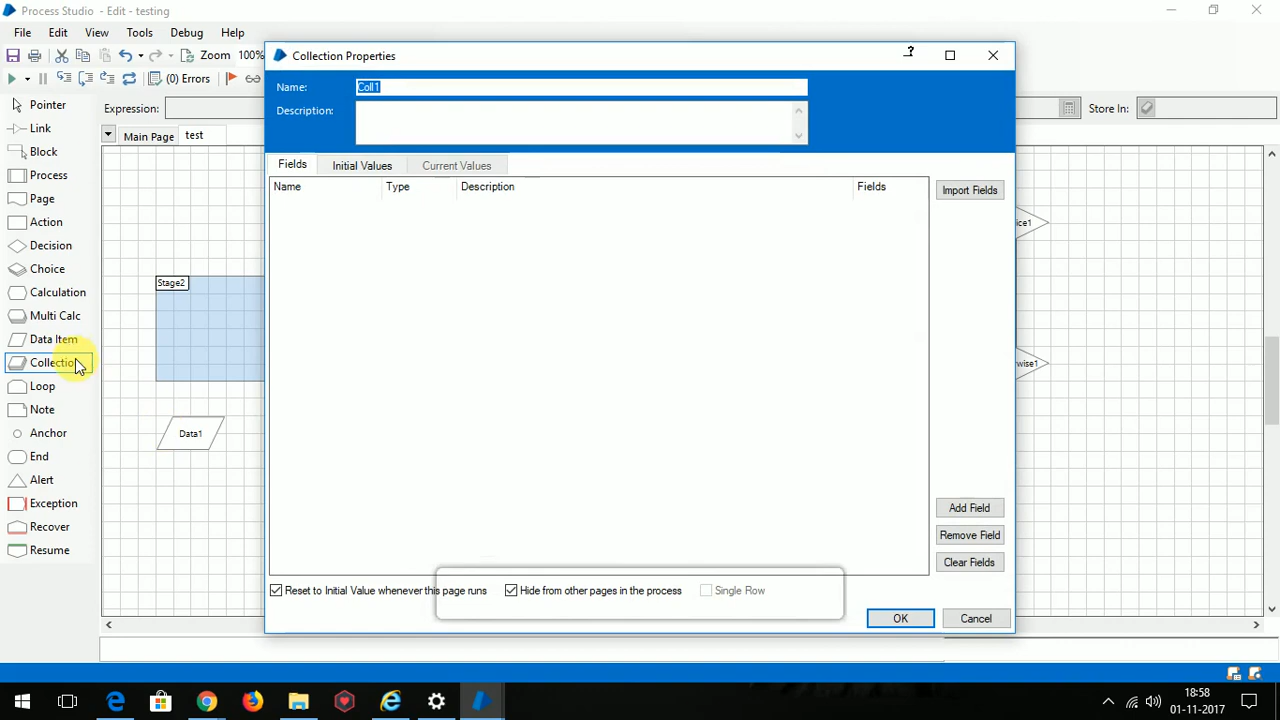 Process Studio - Edit - testing
File Edit View Tools Debug Help
Zoom 100%
(0) Errors
Expression:
Store In:
Main Page test
Pointer
Link
Block
Process
Page
Action
Decision
Choice
Calculation
Multi Calc
Data Item
Collection
Loop
Note
Anchor
End
Alert
Exception
Recover
Resume
Stage2
Data1
Collection Properties
Name: Coll1
Description:
Fields Initial Values Current Values
Name Type Description Fields
Import Fields
Add Field
Remove Field
Clear Fields
Reset to Initial Value whenever this page runs
Hide from other pages in the process
Single Row
OK Cancel
ice1
wise1
18:58
01-11-2017